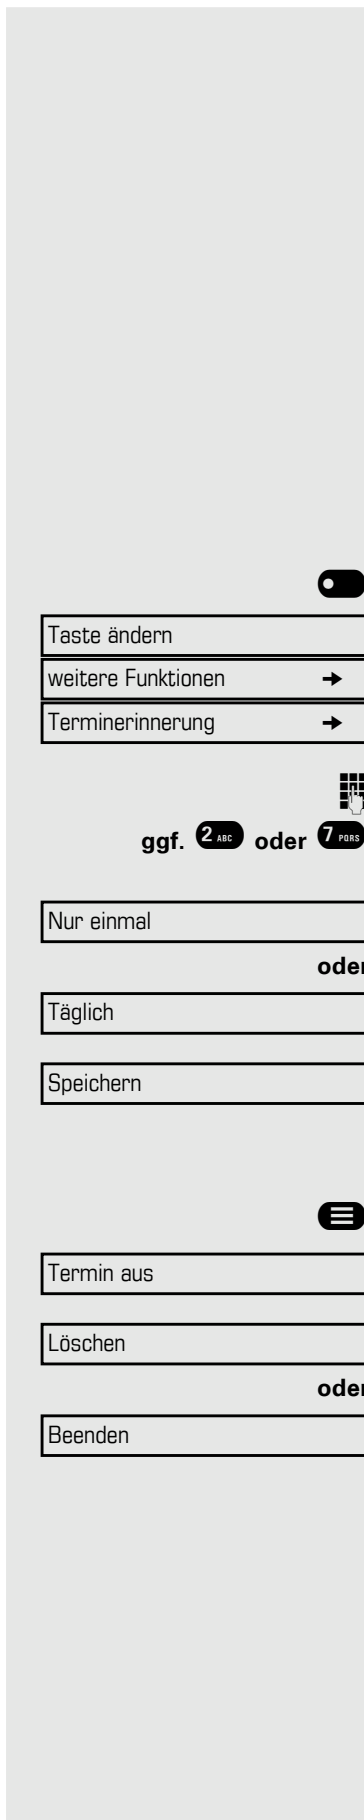 Taste ändern
weitere Funktionen
Terminerinnerung
ggf. 2 ABC oder 7 PQRS
Nur einmal
oder
Täglich
Speichern
Termin aus
Löschen
oder
Beenden